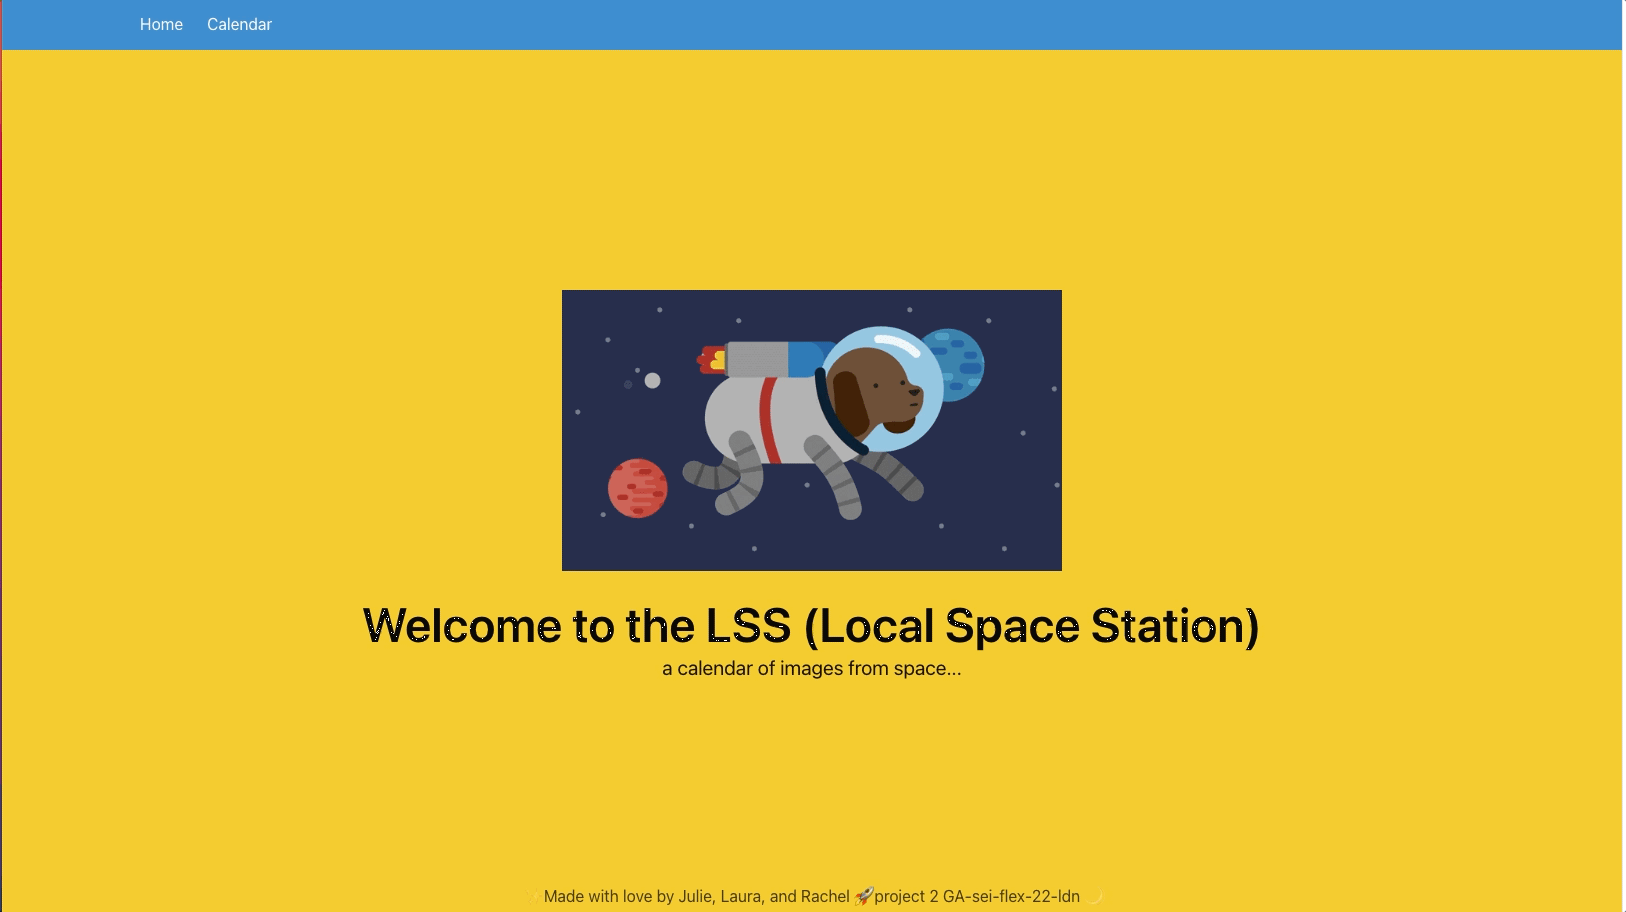 Home Calendar
Welcome to the LSS (Local Space Station)
a calendar of images from space...
✨Made with love by Julie, Laura, and Rachel 🚀project 2 GA-sei-flex-22-ldn 🌙